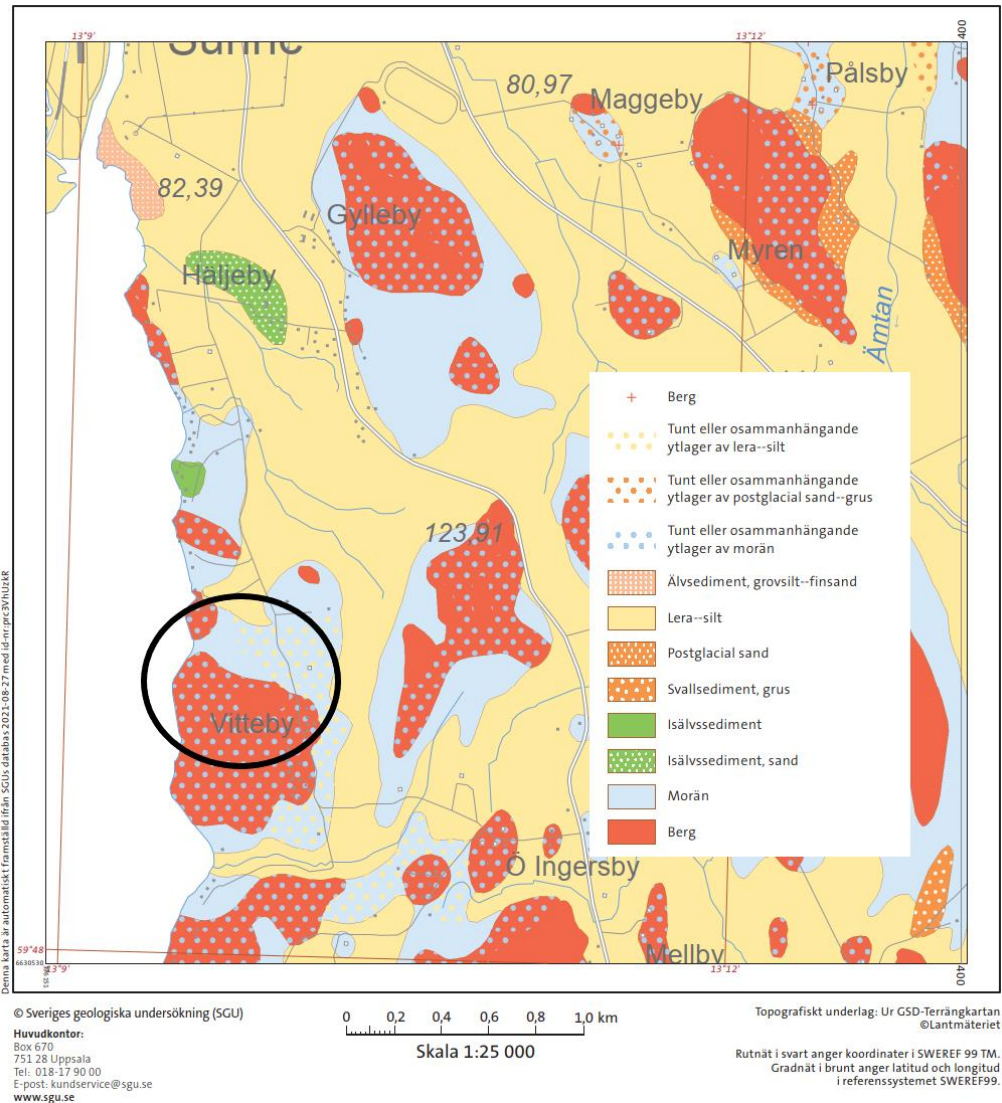 13°9'
Sunne
13°12'
400
Pålsby
80,97
Maggeby
82,39
Gylleby
Myren
Häljeby
Ämtan
Berg
Tunt eller osammanhängande
ytlager av lera--silt
Tunt eller osammanhängande
ytlager av postglacial sand--grus
Tunt eller osammanhängande
ytlager av morän
Älvsediment, grovsilt--finsand
Lera--silt
Postglacial sand
Svallsediment, grus
Isälvssediment
Isälvssediment, sand
Morän
Berg
123,91
Vitteby
Ö Ingersby
Mellby
59°48'
6630530
13°9'
13°12'
400
Denna karta är automatiskt framställd ifrån SGUs databas 2021-08-27 med id-nr:prc3VhUzkR
© Sveriges geologiska undersökning (SGU)
Huvudkontor:
Box 670
751 28 Uppsala
Tel: 018-17 90 00
E-post: kundservice@sgu.se
www.sgu.se
0 0,2 0,4 0,6 0,8 1,0 km
Skala 1:25 000
Topografiskt underlag: Ur GSD-Terrängkartan
©Lantmäteriet
Rutnät i svart anger koordinater i SWEREF 99 TM.
Gradnät i brunt anger latitud och longitud
i referenssystemet SWEREF99.